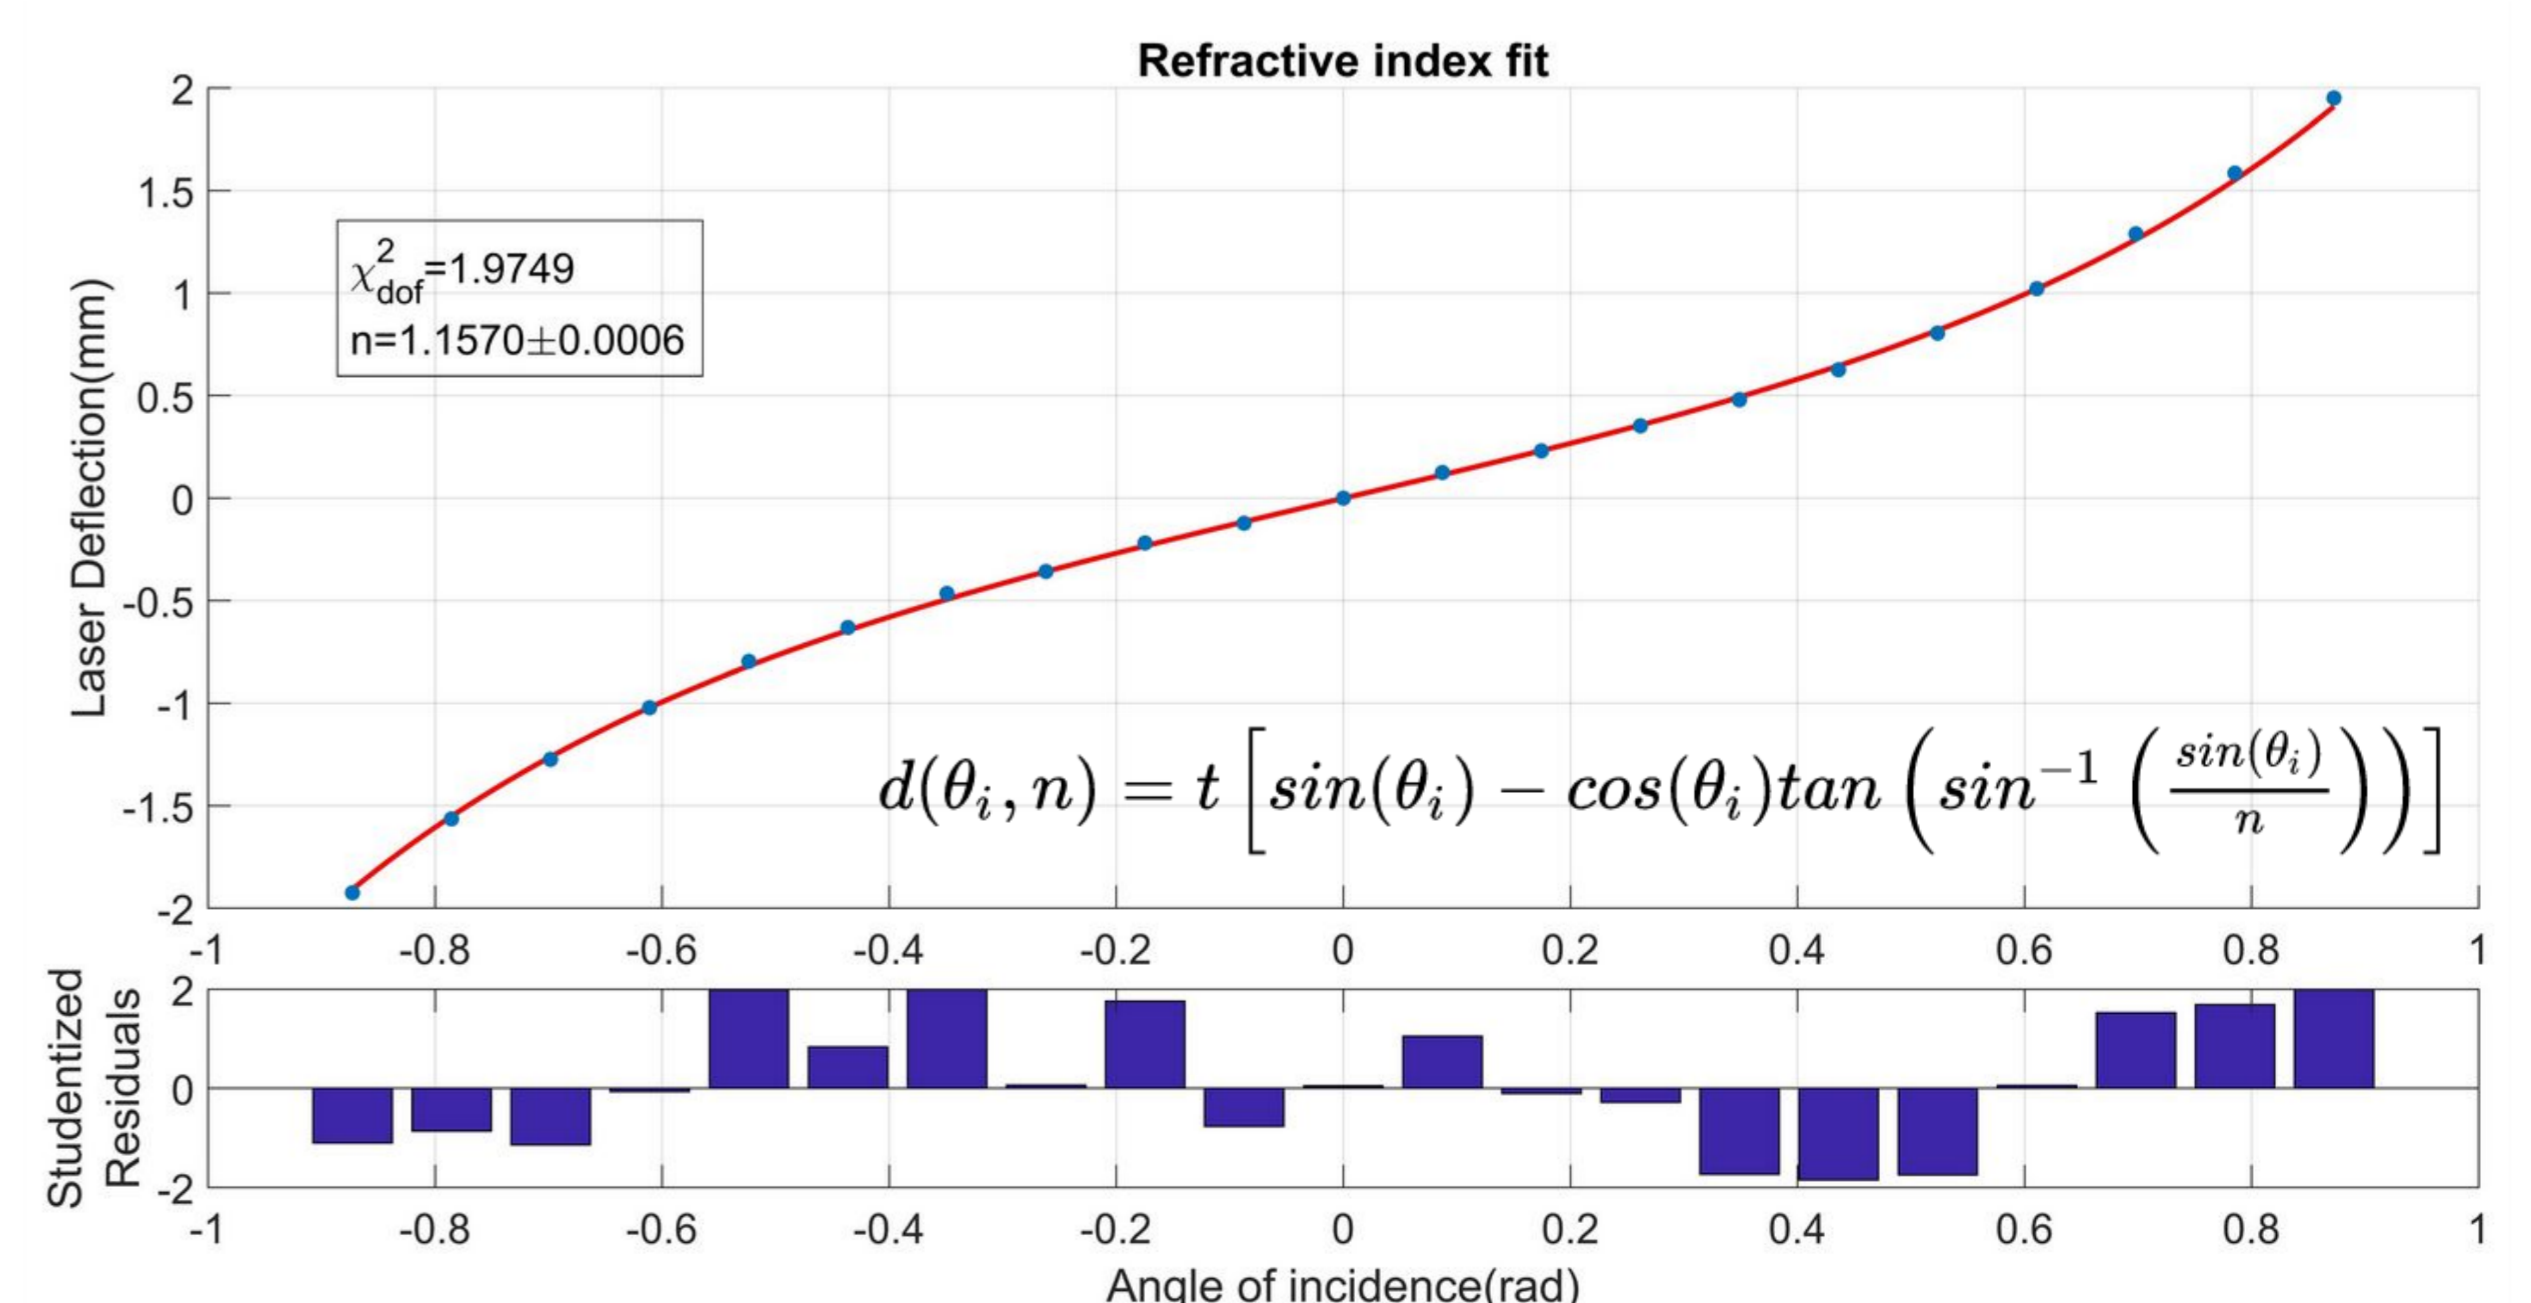 Refractive index fit
2
1.5
1
0.5
0
-0.5
-1
-1.5
-2
Laser Deflection(mm)
χ²dof=1.9749
n=1.1570±0.0006
d(θᵢ, n) = t [sin(θᵢ) − cos(θᵢ)tan (sin⁻¹ (sin(θᵢ)/n))]
-1 -0.8 -0.6 -0.4 -0.2 0 0.2 0.4 0.6 0.8 1
Studentized
Residuals
2
0
-2
-1 -0.8 -0.6 -0.4 -0.2 0 0.2 0.4 0.6 0.8 1
Angle of incidence(rad)